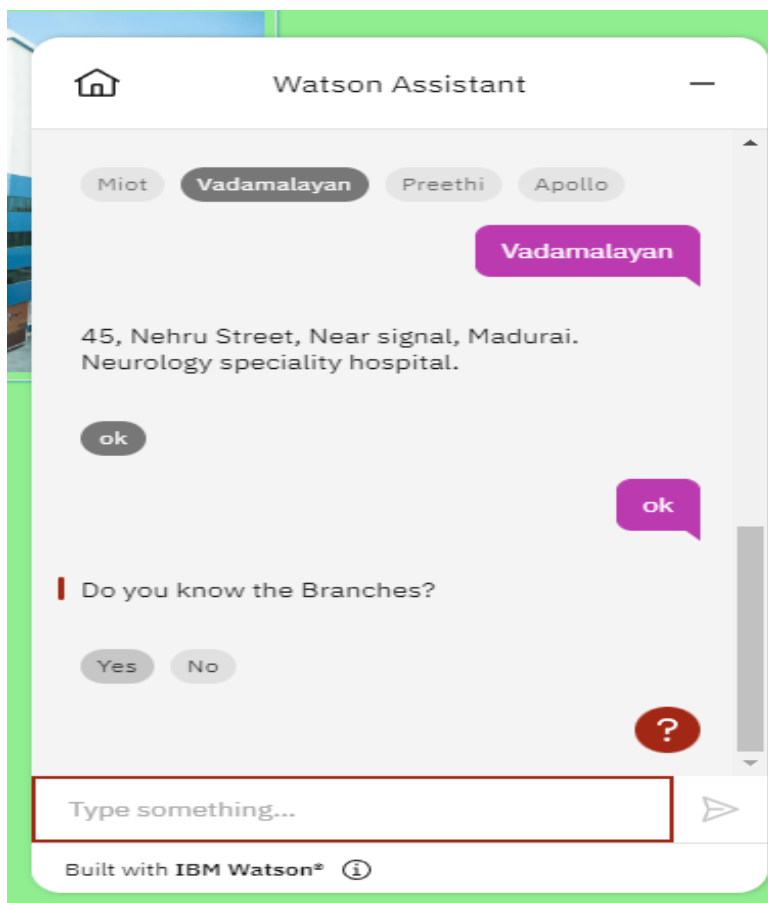 Watson Assistant
Miot Vadamalayan Preethi Apollo
Vadamalayan
45, Nehru Street, Near signal, Madurai.
Neurology speciality hospital.
ok
ok
Do you know the Branches?
Yes No
?
Type something...
Built with IBM Watson® i